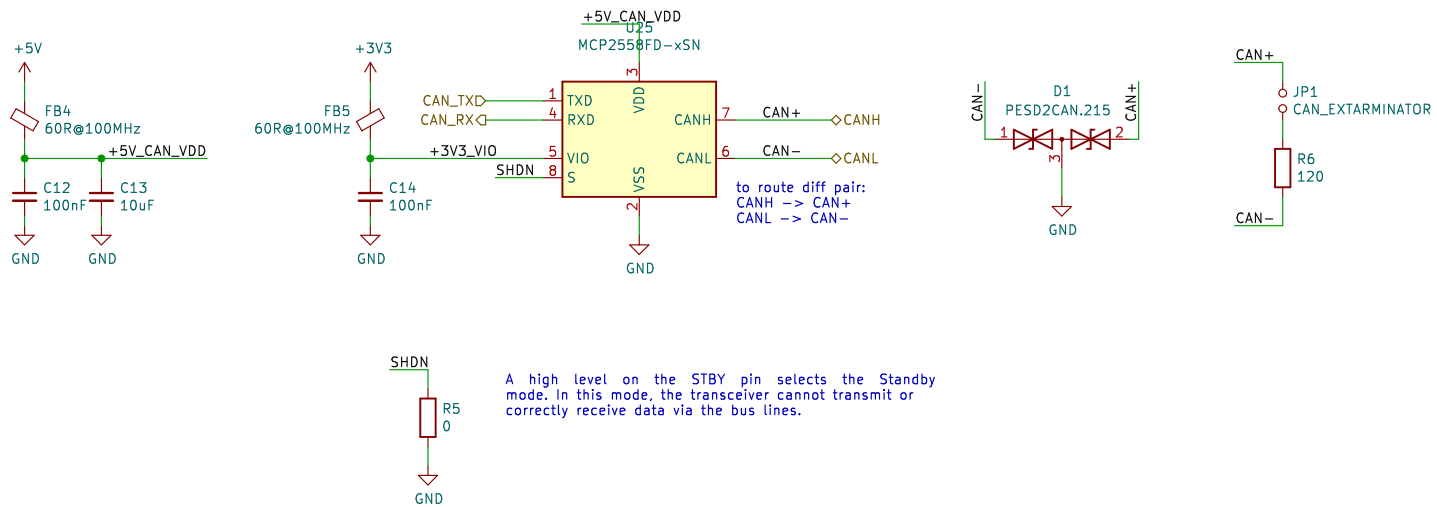 +5V
FB4
60R@100MHz
+5V_CAN_VDD
C12
100nF
C13
10uF
GND
GND
+3V3
FB5
60R@100MHz
+3V3_VIO
C14
100nF
GND
+5V_CAN_VDD
U25
MCP2558FD-xSN
CAN_TX
CAN_RX
SHDN
1
4
5
8
3
2
7
6
TXD
RXD
VIO
S
VDD
VSS
CANH
CANL
CAN+
CAN-
CANH
CANL
GND
to route diff pair:
CANH -> CAN+
CANL -> CAN-
CAN-
D1
PESD2CAN.215
CAN+
1
2
3
GND
CAN+
JP1
CAN_EXTARMINATOR
R6
120
CAN-
SHDN
R5
0
GND
A high level on the STBY pin selects the Standby
mode. In this mode, the transceiver cannot transmit or
correctly receive data via the bus lines.